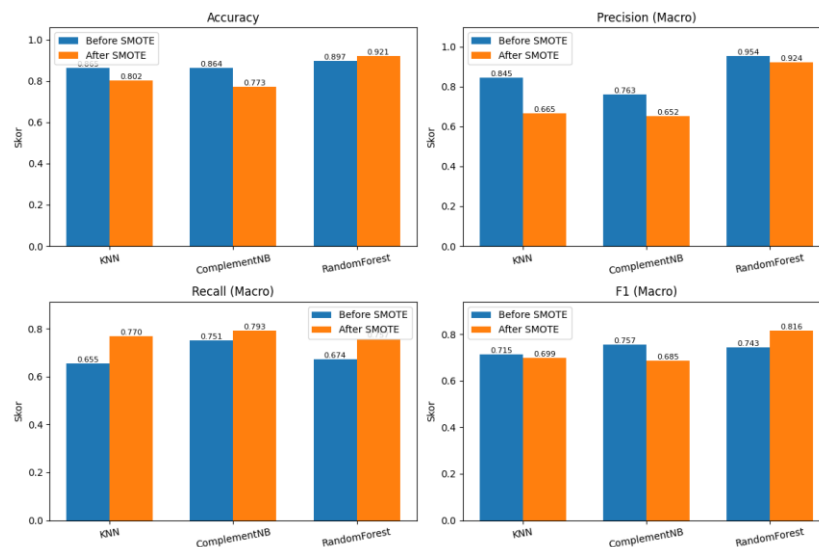 Accuracy
Before SMOTE
After SMOTE
0.802
0.864
0.773
0.897
0.921
1.0
0.8
0.6
0.4
0.2
0.0
Skor
KNN
ComplementNB
RandomForest
Precision (Macro)
Before SMOTE
After SMOTE
0.845
0.665
0.763
0.652
0.954
0.924
1.0
0.8
0.6
0.4
0.2
0.0
Skor
KNN
ComplementNB
RandomForest
Recall (Macro)
Before SMOTE
After SMOTE
0.655
0.770
0.751
0.793
0.674
0.8
0.6
0.4
0.2
0.0
Skor
KNN
ComplementNB
RandomForest
F1 (Macro)
Before SMOTE
After SMOTE
0.715
0.699
0.757
0.685
0.743
0.816
0.8
0.6
0.4
0.2
0.0
Skor
KNN
ComplementNB
RandomForest